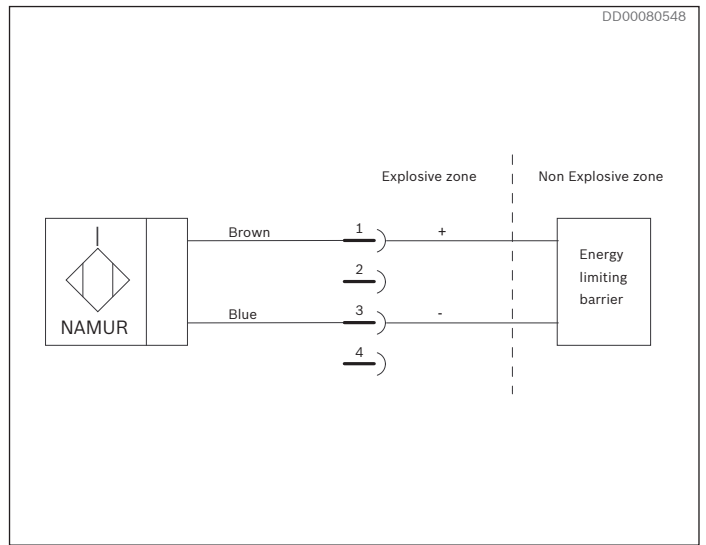 DD00080548
Explosive zone
Non Explosive zone
Brown
1
+
Energy
limiting
barrier
2
NAMUR
Blue
3
-
4